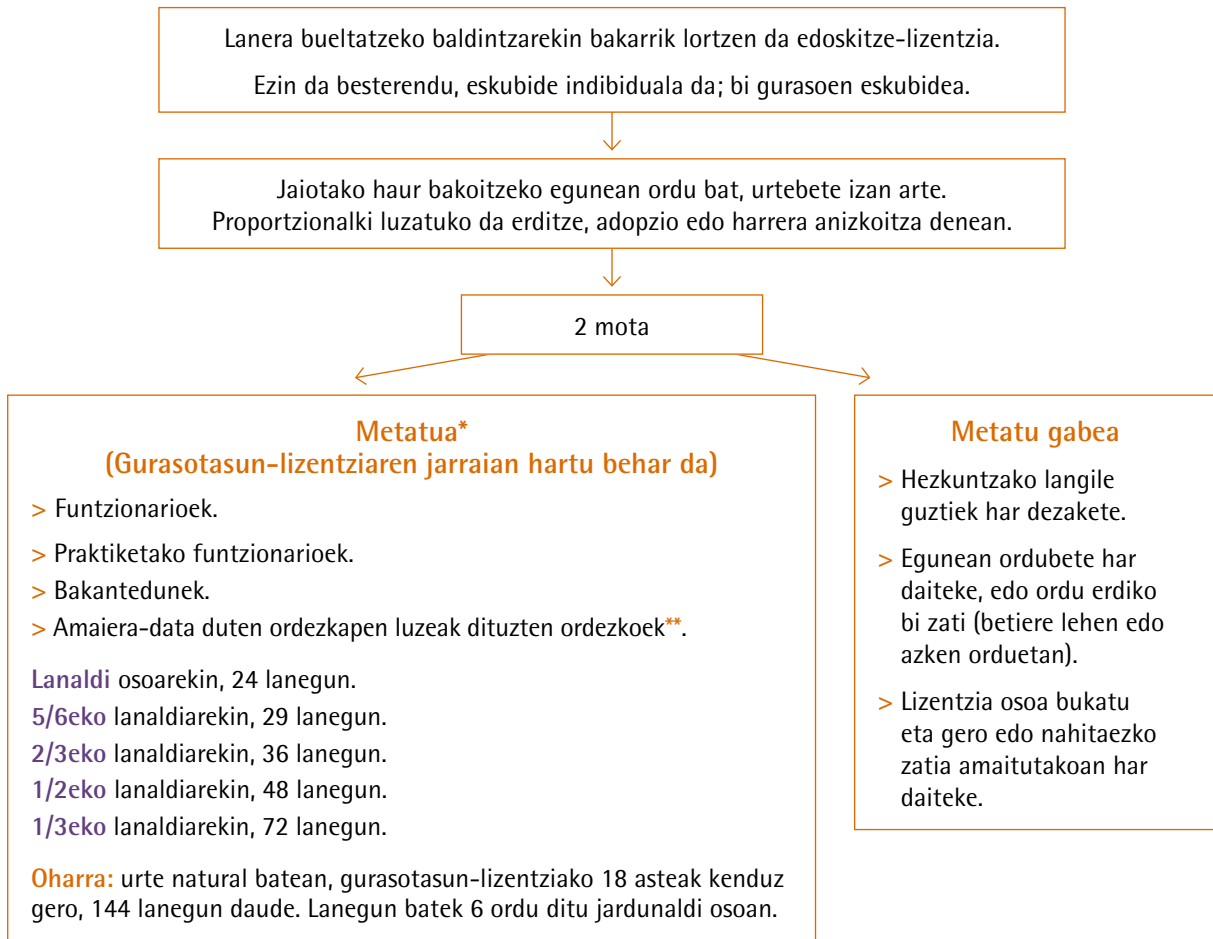 Lanera bueltatzeko baldintzarekin bakarrik lortzen da edoskitze-lizentzia.
Ezin da besterendu, eskubide indibiduala da; bi gurasoen eskubidea.
Jaiotako haur bakoitzeko egunean ordu bat, urtebete izan arte.
Proportzionalki luzatuko da erditze, adopzio edo harrera anizkoitza denean.
2 mota
Metatua*
(Gurasotasun-lizentziaren jarraian hartu behar da)
> Funtzionarioek.
> Praktiketako funtzionarioek.
> Bakantedunek.
> Amaiera-data duten ordezkapen luzeak dituzten ordezkoek**.
Lanaldi osoarekin, 24 lanegun.
5/6eko lanaldiarekin, 29 lanegun.
2/3eko lanaldiarekin, 36 lanegun.
1/2eko lanaldiarekin, 48 lanegun.
1/3eko lanaldiarekin, 72 lanegun.
Oharra: urte natural batean, gurasotasun-lizentziako 18 asteak kenduz
gero, 144 lanegun daude. Lanegun batek 6 ordu ditu jardunaldi osoan.
Metatu gabea
> Hezkuntzako langile
guztiek har dezakete.
> Egunean ordubete har
daiteke, edo ordu erdiko
bi zati (betiere lehen edo
azken orduetan).
> Lizentzia osoa bukatu
eta gero edo nahitaezko
zatia amaitutakoan har
daiteke.